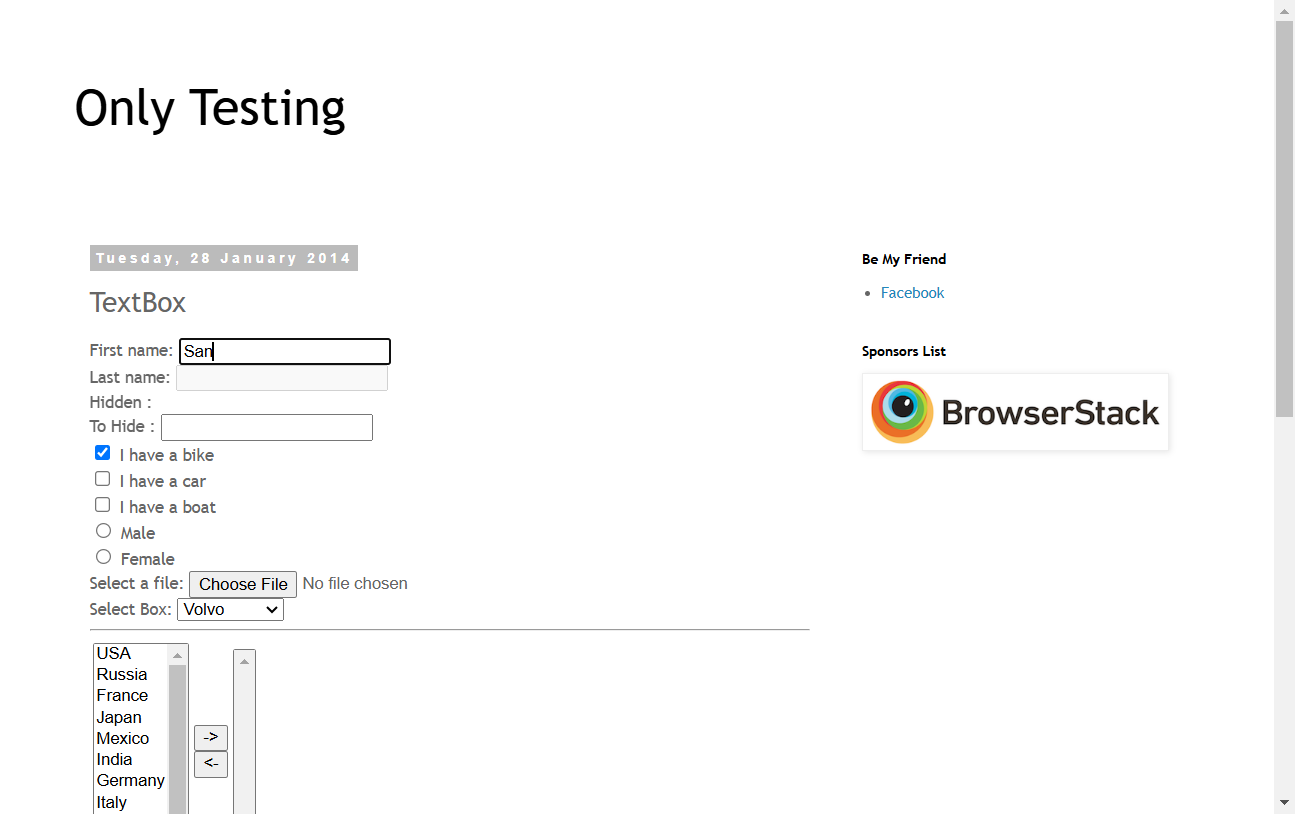 Only Testing
Tuesday, 28 January 2014
TextBox
First name: San
Last name:
Hidden :
To Hide :
I have a bike
I have a car
I have a boat
Male
Female
Select a file: Choose File No file chosen
Select Box: Volvo
USA
Russia
France
Japan
Mexico
India
Germany
Italy
->
<-
Be My Friend
Facebook
Sponsors List
BrowserStack